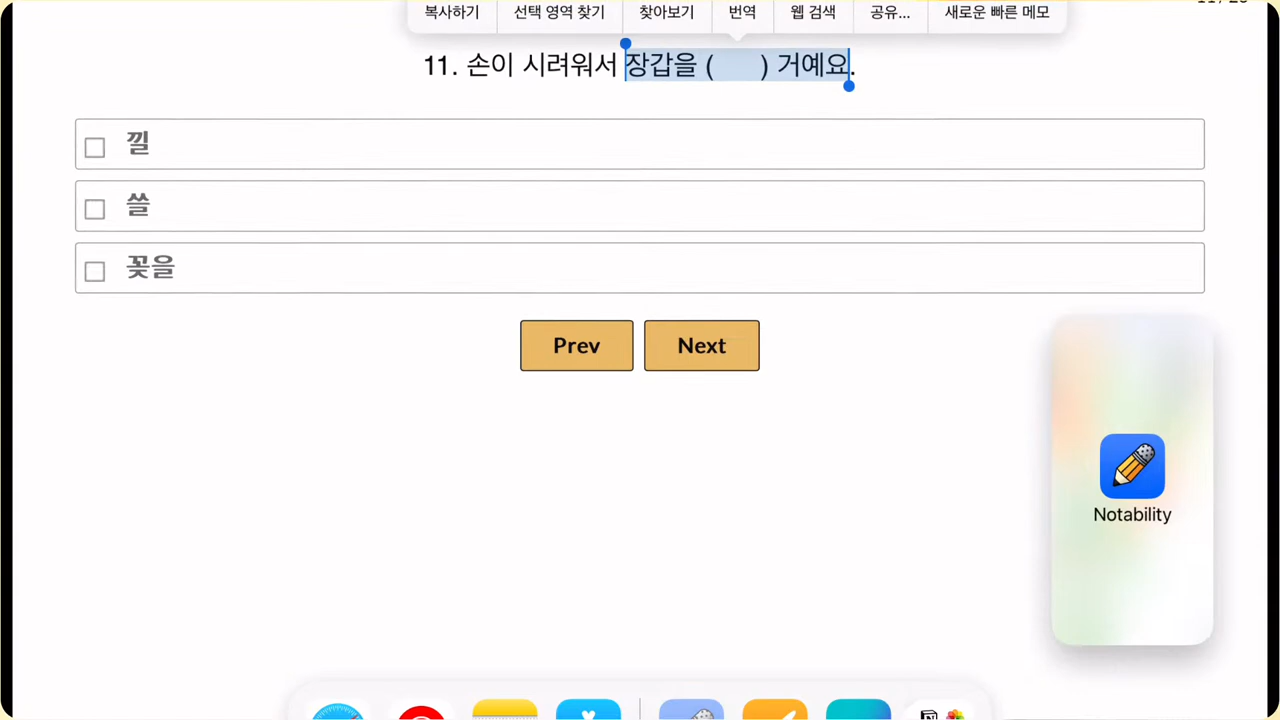 복사하기 선택 영역 찾기 찾아보기 번역 웹 검색 공유... 새로운 빠른 메모
11. 손이 시려워서 장갑을 (     ) 거예요.
낄
쓸
꽂을
Prev Next
Notability